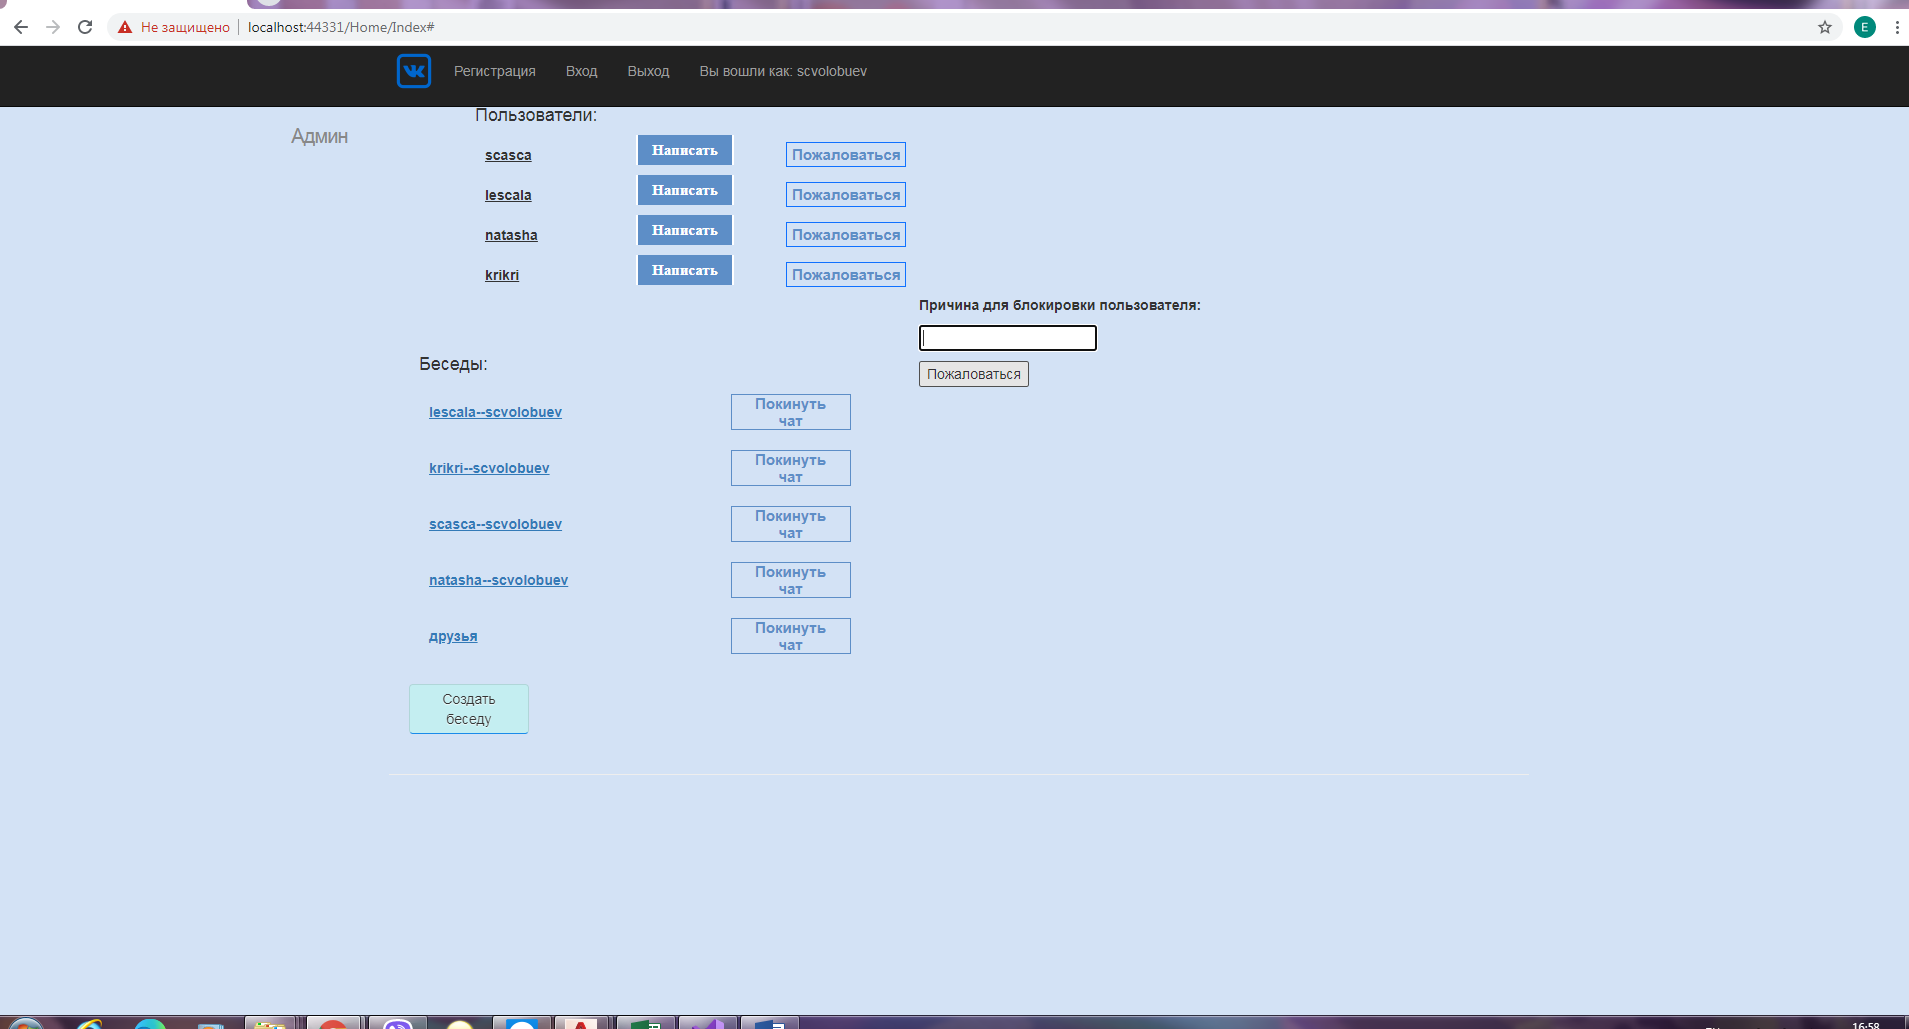 Не защищено
localhost:44331/Home/Index#
E
Регистрация Вход Выход Вы вошли как: scvolobuev
Пользователи:
Админ
scasca Написать Пожаловаться
lescala Написать Пожаловаться
natasha Написать Пожаловаться
krikri Написать Пожаловаться
Причина для блокировки пользователя:
Пожаловаться
Беседы:
lescala--scvolobuev Покинуть
чат
krikri--scvolobuev Покинуть
чат
scasca--scvolobuev Покинуть
чат
natasha--scvolobuev Покинуть
чат
друзья Покинуть
чат
Создать
беседу
16:58